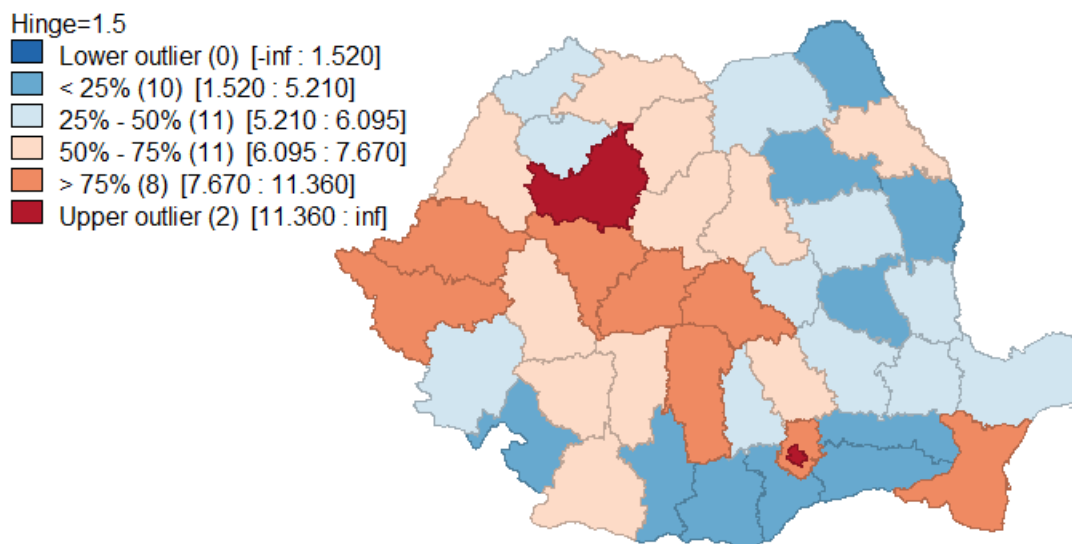 Hinge=1.5
Lower outlier (0) [-inf : 1.520]
< 25% (10) [1.520 : 5.210]
25% - 50% (11) [5.210 : 6.095]
50% - 75% (11) [6.095 : 7.670]
> 75% (8) [7.670 : 11.360]
Upper outlier (2) [11.360 : inf]